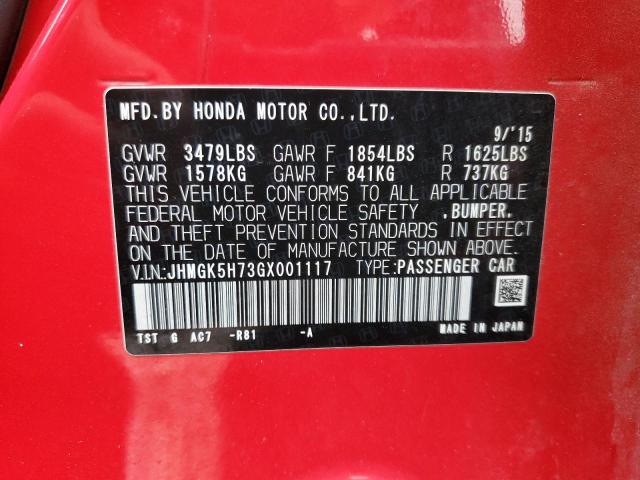 MFD.BY HONDA MOTOR CO.,LTD.
9/'15
GVWR 3479LBS GAWR F 1854LBS R 1625LBS
GVWR 1578KG GAWR F 841KG R 737KG
THIS VEHICLE CONFORMS TO ALL APPLICABLE
FEDERAL MOTOR VEHICLE SAFETY ,BUMPER,
AND THEFT PREVENTION STANDARDS IN EFFECT
ON THE DATE OF MANUFACTURE SHOWN ABOVE.
V.I.N:JHMGK5H73GX001117 TYPE:PASSENGER CAR
TST G AC7 -R81 -A MADE IN JAPAN